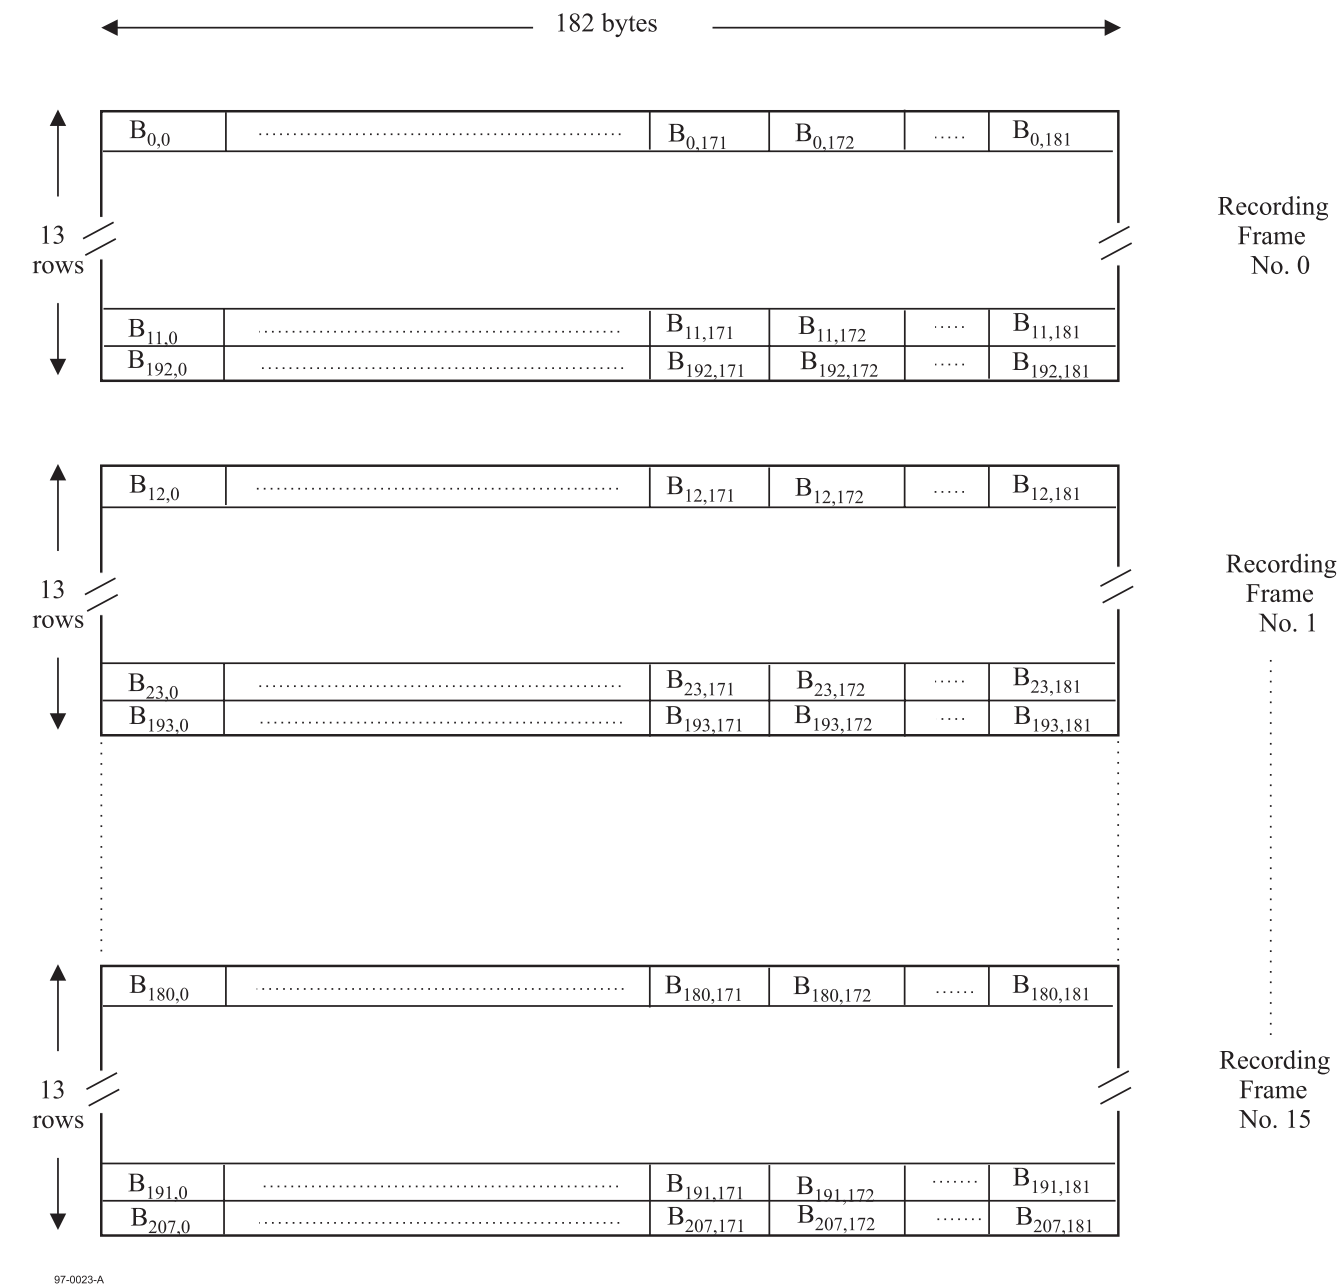 182 bytes
B0,0 .......... B0,171 B0,172 ..... B0,181
13
rows
Recording
Frame
No. 0
B11,0 .......... B11,171 B11,172 ..... B11,181
B192,0 .......... B192,171 B192,172 ..... B192,181
B12,0 .......... B12,171 B12,172 ..... B12,181
13
rows
Recording
Frame
No. 1
B23,0 .......... B23,171 B23,172 ..... B23,181
B193,0 .......... B193,171 B193,172 .... B193,181
B180,0 .......... B180,171 B180,172 ...... B180,181
13
rows
Recording
Frame
No. 15
B191,0 .......... B191,171 B191,172 ....... B191,181
B207,0 .......... B207,171 B207,172 ....... B207,181
97-0023-A